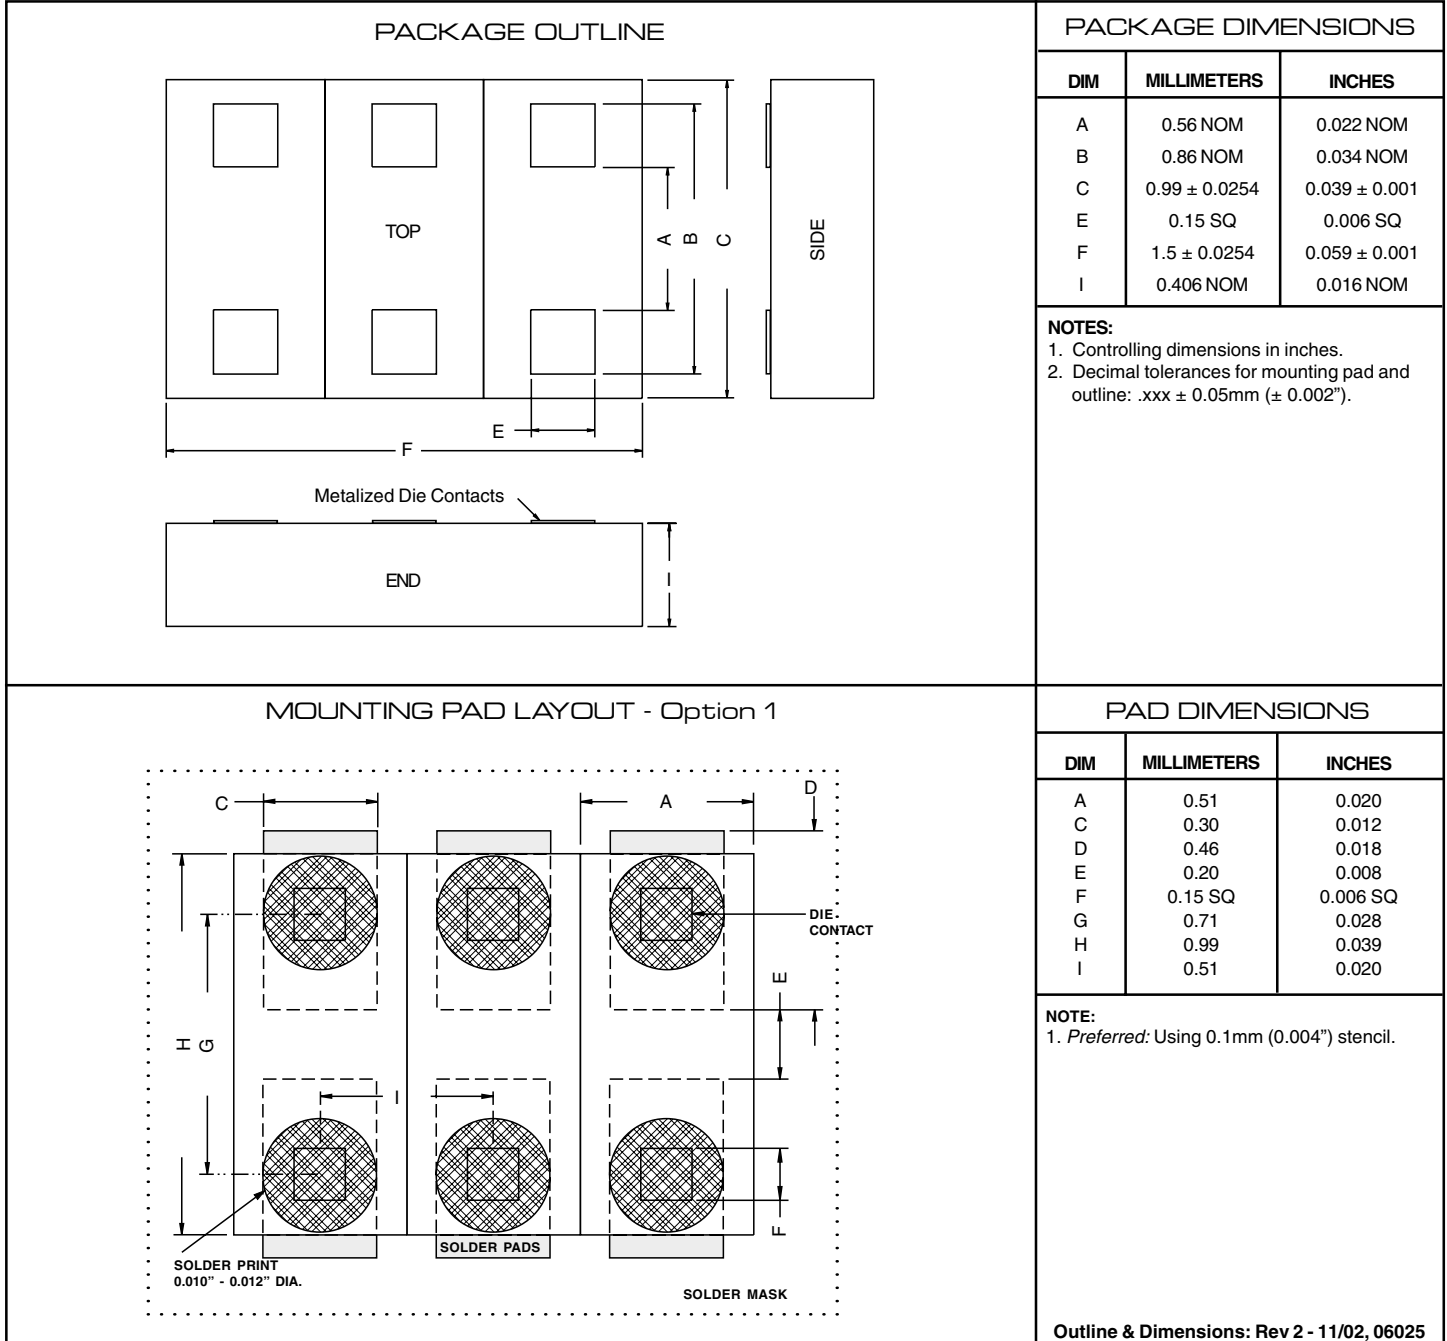 PACKAGE OUTLINE
TOP
A
B
C
SIDE
E
F
Metalized Die Contacts
END
I
PACKAGE DIMENSIONS
DIM MILLIMETERS INCHES
A 0.56 NOM 0.022 NOM
B 0.86 NOM 0.034 NOM
C 0.99 ± 0.0254 0.039 ± 0.001
E 0.15 SQ 0.006 SQ
F 1.5 ± 0.0254 0.059 ± 0.001
I 0.406 NOM 0.016 NOM
NOTES:
1. Controlling dimensions in inches.
2. Decimal tolerances for mounting pad and
outline: .xxx ± 0.05mm (± 0.002”).
MOUNTING PAD LAYOUT - Option 1
C
A
D
DIE
CONTACT
E
H
G
I
F
SOLDER PADS
SOLDER PRINT
0.010” - 0.012” DIA.
SOLDER MASK
PAD DIMENSIONS
DIM MILLIMETERS INCHES
A 0.51 0.020
C 0.30 0.012
D 0.46 0.018
E 0.20 0.008
F 0.15 SQ 0.006 SQ
G 0.71 0.028
H 0.99 0.039
I 0.51 0.020
NOTE:
1. Preferred: Using 0.1mm (0.004”) stencil.
Outline & Dimensions: Rev 2 - 11/02, 06025